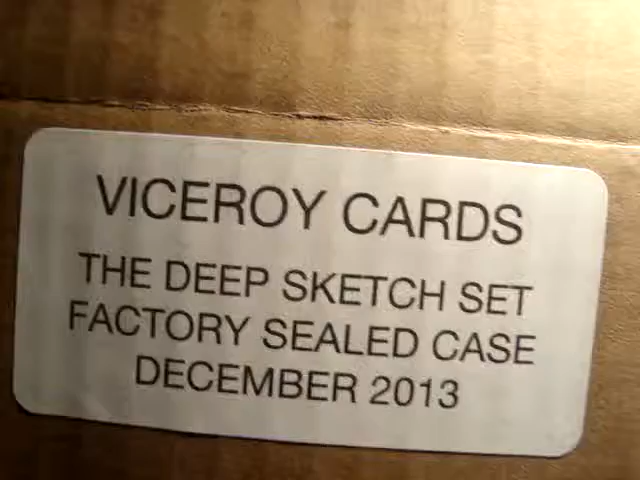 VICEROY CARDS
THE DEEP SKETCH SET
FACTORY SEALED CASE
DECEMBER 2013